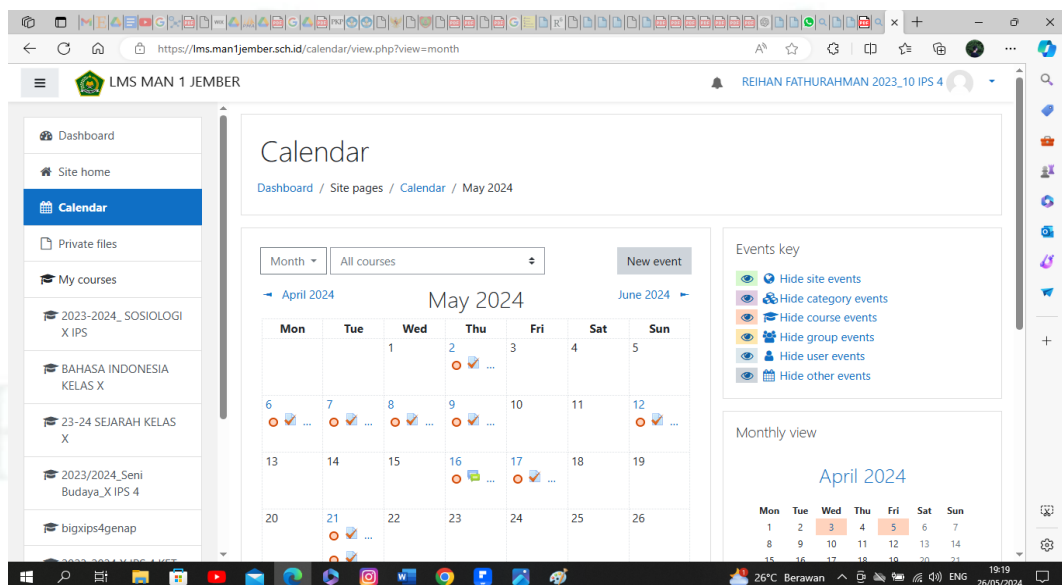 https://lms.man1jember.sch.id/calendar/view.php?view=month
LMS MAN 1 JEMBER
REIHAN FATHURAHMAN 2023_10 IPS 4
Dashboard
Site home
Calendar
Private files
My courses
2023-2024_ SOSIOLOGI
X IPS
BAHASA INDONESIA
KELAS X
23-24 SEJARAH KELAS
X
2023/2024_Seni
Budaya_X IPS 4
bigxips4genap
Calendar
Dashboard / Site pages / Calendar / May 2024
Month All courses New event
April 2024 May 2024 June 2024
Mon Tue Wed Thu Fri Sat Sun
1 2 3 4 5
... 
6 7 8 9 10 11 12
... ... ... ... ...
13 14 15 16 17 18 19
... ...
20 21 22 23 24 25 26
...
Events key
Hide site events
Hide category events
Hide course events
Hide group events
Hide user events
Hide other events
Monthly view
April 2024
Mon Tue Wed Thu Fri Sat Sun
1 2 3 4 5 6 7
8 9 10 11 12 13 14
15 16 17 18 19 20 21
26°C Berawan
ENG
19:19
26/05/2024